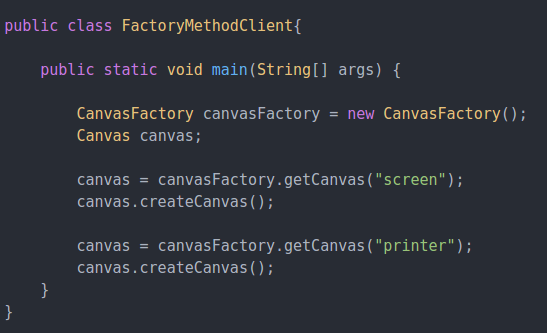 public class FactoryMethodClient{
public static void main(String[] args) {
CanvasFactory canvasFactory = new CanvasFactory();
Canvas canvas;
canvas = canvasFactory.getCanvas("screen");
canvas.createCanvas();
canvas = canvasFactory.getCanvas("printer");
canvas.createCanvas();
}
}